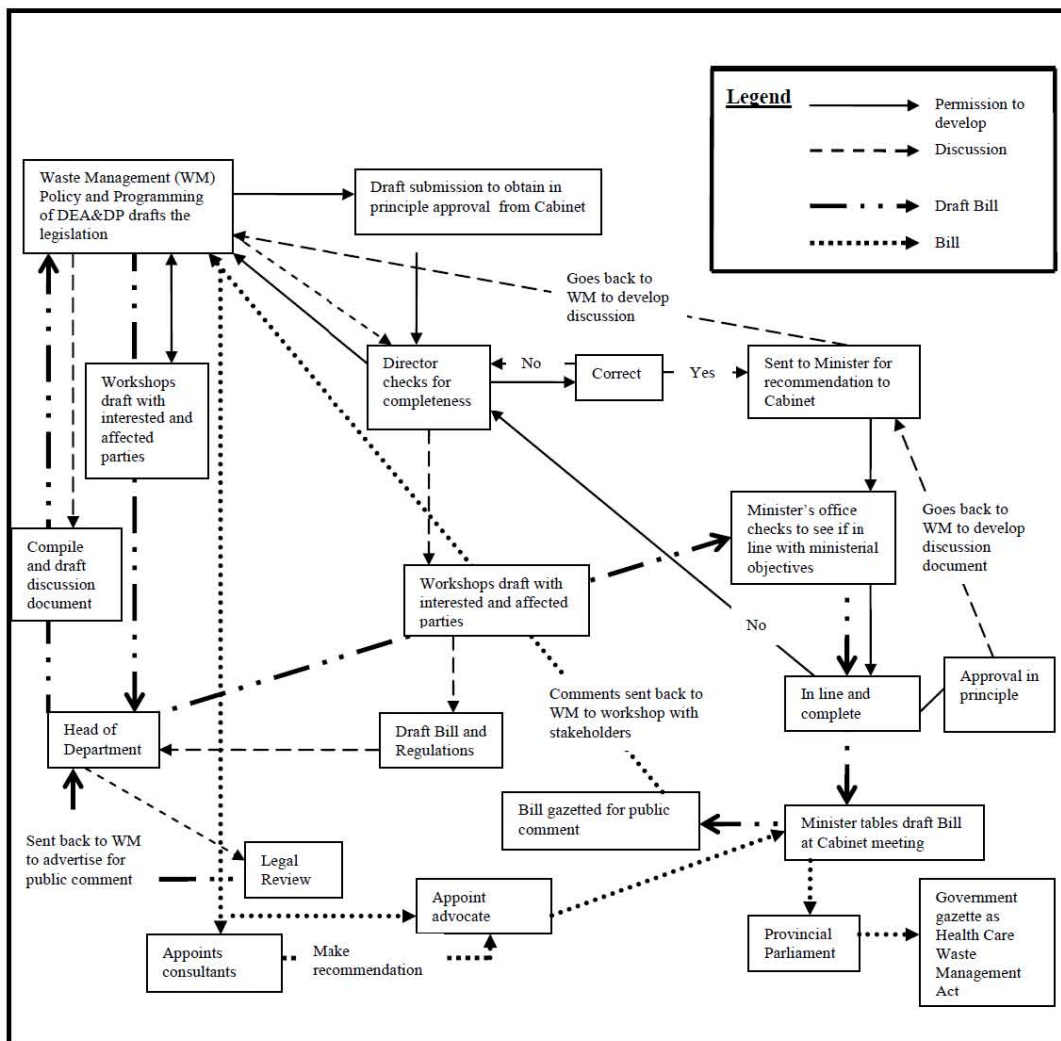 Legend
Permission to
develop
Discussion
Draft Bill
Bill
Waste Management (WM)
Policy and Programming
of DEA&DP drafts the
legislation
Draft submission to obtain in
principle approval from Cabinet
Goes back to
WM to develop
discussion
Workshops
draft with
interested and
affected
parties
Director
checks for
completeness
No
Correct
Yes
Sent to Minister for
recommendation to
Cabinet
Compile
and draft
discussion
document
Workshops draft with
interested and affected
parties
Minister's office
checks to see if in
line with ministerial
objectives
Goes back to
WM to develop
discussion
document
No
Head of
Department
Draft Bill and
Regulations
Comments sent back to
WM to workshop with
stakeholders
In line and
complete
Approval in
principle
Sent back to WM
to advertise for
public comment
Legal
Review
Bill gazetted for public
comment
Minister tables draft Bill
at Cabinet meeting
Appoints
consultants
Make
recommendation
Appoint
advocate
Provincial
Parliament
Government
gazette as
Health Care
Waste
Management
Act